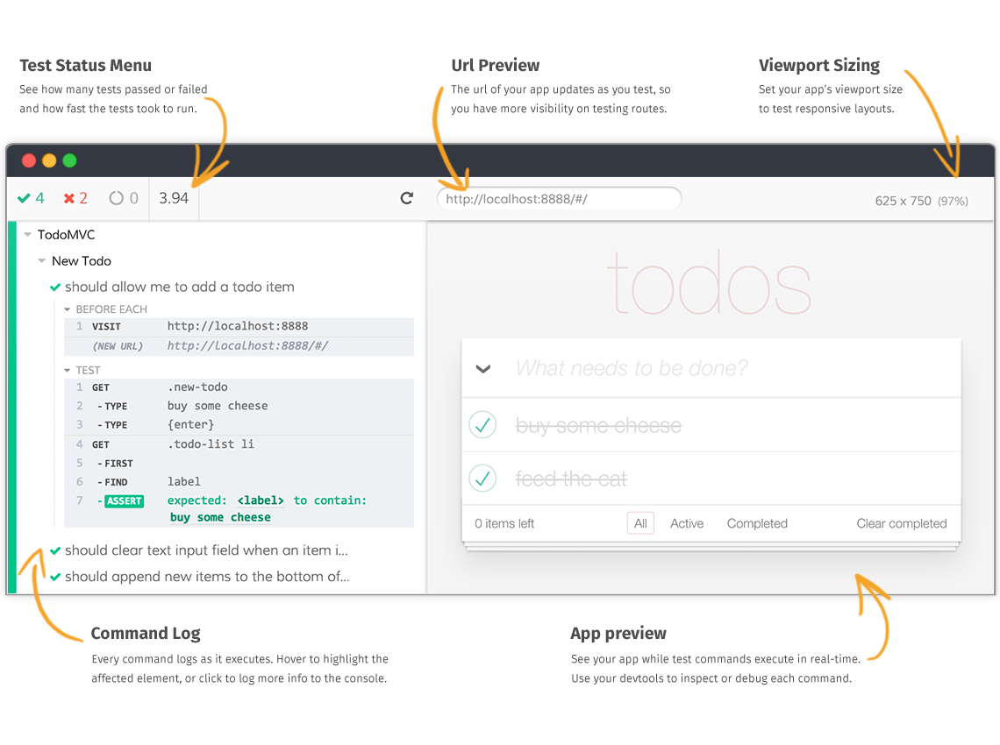 Test Status Menu
See how many tests passed or failed
and how fast the tests took to run.
Url Preview
The url of your app updates as you test, so
you have more visibility on testing routes.
Viewport Sizing
Set your app's viewport size
to test responsive layouts.
4 2 0 3.94
http://localhost:8888/#/
625 x 750 (97%)
TodoMVC
New Todo
should allow me to add a todo item
BEFORE EACH
1 VISIT http://localhost:8888
(NEW URL) http://localhost:8888/#/
TEST
1 GET .new-todo
2 -TYPE buy some cheese
3 -TYPE {enter}
4 GET .todo-list li
5 -FIRST
6 -FIND label
7 -ASSERT expected: <label> to contain:
buy some cheese
should clear text input field when an item i...
should append new items to the bottom of...
todos
What needs to be done?
buy some cheese
feed the cat
0 items left All Active Completed Clear completed
Command Log
Every command logs as it executes. Hover to highlight the
affected element, or click to log more info to the console.
App preview
See your app while test commands execute in real-time.
Use your devtools to inspect or debug each command.